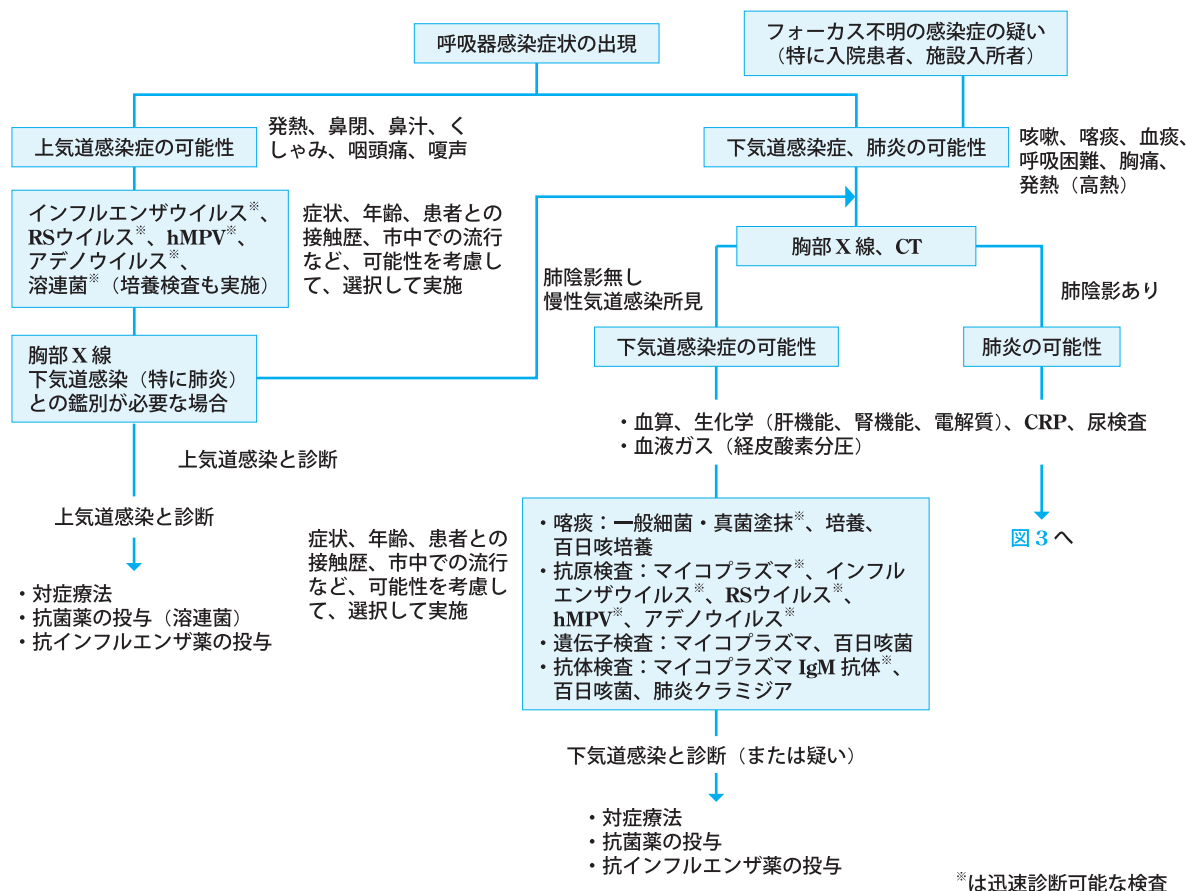 呼吸器感染症状の出現
フォーカス不明の感染症の疑い
（特に入院患者、施設入所者）
上気道感染症の可能性
発熱、鼻閉、鼻汁、く
しゃみ、咽頭痛、嗄声
下気道感染症、肺炎の可能性
咳嗽、喀痰、血痰、
呼吸困難、胸痛、
発熱（高熱）
インフルエンザウイルス※、
RSウイルス※、hMPV※、
アデノウイルス※、
溶連菌※（培養検査も実施）
症状、年齢、患者との
接触歴、市中での流行
など、可能性を考慮し
て、選択して実施
胸部X線、CT
肺陰影無し
慢性気道感染所見
肺陰影あり
胸部X線
下気道感染（特に肺炎）
との鑑別が必要な場合
下気道感染症の可能性
肺炎の可能性
・血算、生化学（肝機能、腎機能、電解質）、CRP、尿検査
・血液ガス（経皮酸素分圧）
上気道感染と診断
上気道感染と診断
・対症療法
・抗菌薬の投与（溶連菌）
・抗インフルエンザ薬の投与
症状、年齢、患者との
接触歴、市中での流行
など、可能性を考慮し
て、選択して実施
・喀痰：一般細菌・真菌塗抹※、培養、
百日咳培養
・抗原検査：マイコプラズマ※、インフル
エンザウイルス※、RSウイルス※、
hMPV※、アデノウイルス※
・遺伝子検査：マイコプラズマ、百日咳菌
・抗体検査：マイコプラズマ IgM 抗体※、
百日咳菌、肺炎クラミジア
図3へ
下気道感染と診断（または疑い）
・対症療法
・抗菌薬の投与
・抗インフルエンザ薬の投与
※は迅速診断可能な検査